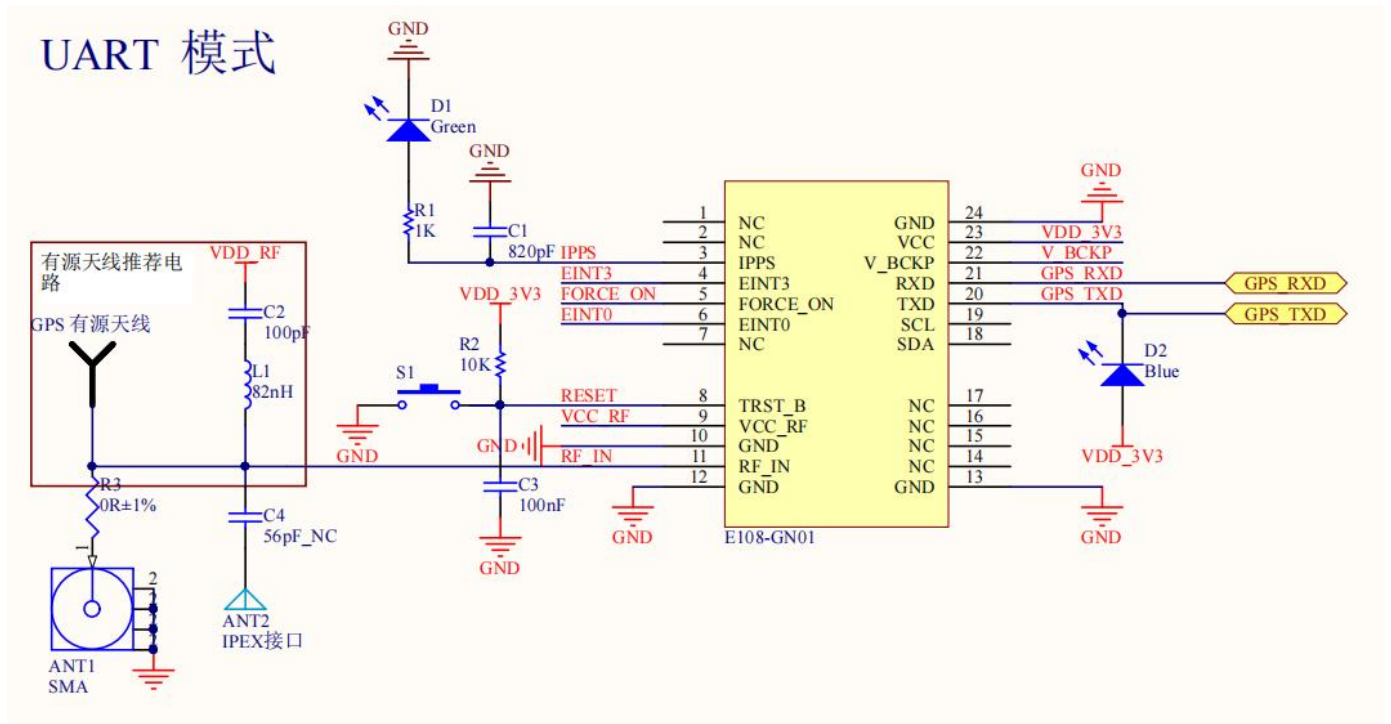 UART 模式
GND
D1
Green
GND
R1
1K
C1
820pF
有源天线推荐电
路
VDD_RF
C2
100pF
GPS 有源天线
L1
82nH
R3
0R±1%
C4
56pF_NC
1
2
2
2
2
ANT1
SMA
ANT2
IPEX接口
IPPS
EINT3
FORCE_ON
EINT0
VDD_3V3
R2
10K
S1
GND
RESET
VCC_RF
GND
RF_IN
C3
100nF
GND
GND
1 NC GND 24
2 NC VCC 23
3 IPPS V_BCKP 22
4 EINT3 RXD 21
5 FORCE_ON TXD 20
6 EINT0 SCL 19
7 NC SDA 18
8 TRST_B NC 17
9 VCC_RF NC 16
10 GND NC 15
11 RF_IN NC 14
12 GND GND 13
E108-GN01
GND
VDD_3V3
V_BCKP
GPS_RXD
GPS_TXD
GPS_RXD
GPS_TXD
D2
Blue
VDD_3V3
GND